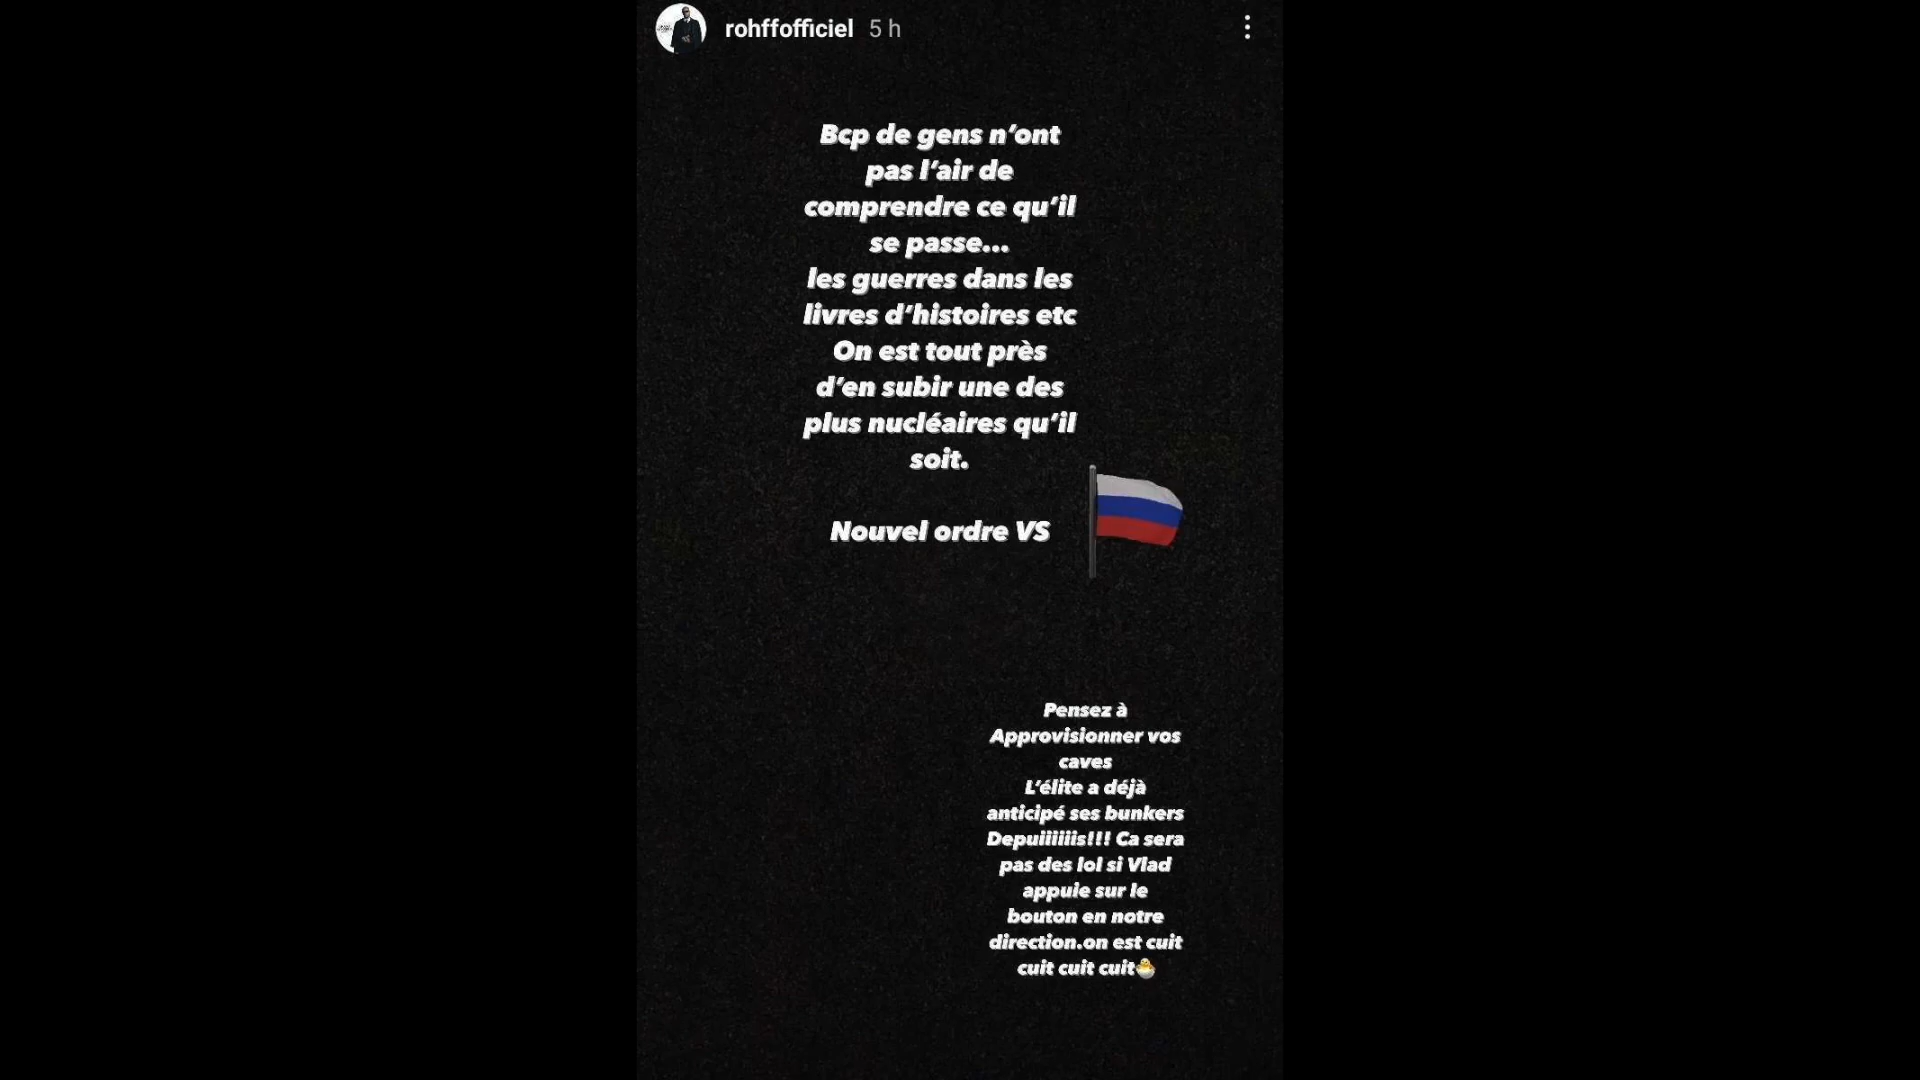 rohffofficiel 5 h
Bcp de gens n'ont
pas l'air de
comprendre ce qu'il
se passe...
les guerres dans les
livres d'histoires etc
On est tout près
d'en subir une des
plus nucléaires qu'il
soit.
Nouvel ordre VS 🇷🇺
Pensez à
Approvisionner vos
caves
L'élite a déjà
anticipé ses bunkers
Depuiiiiiis!!! Ca sera
pas des lol si Vlad
appuie sur le
bouton en notre
direction.on est cuit
cuit cuit cuit🐣